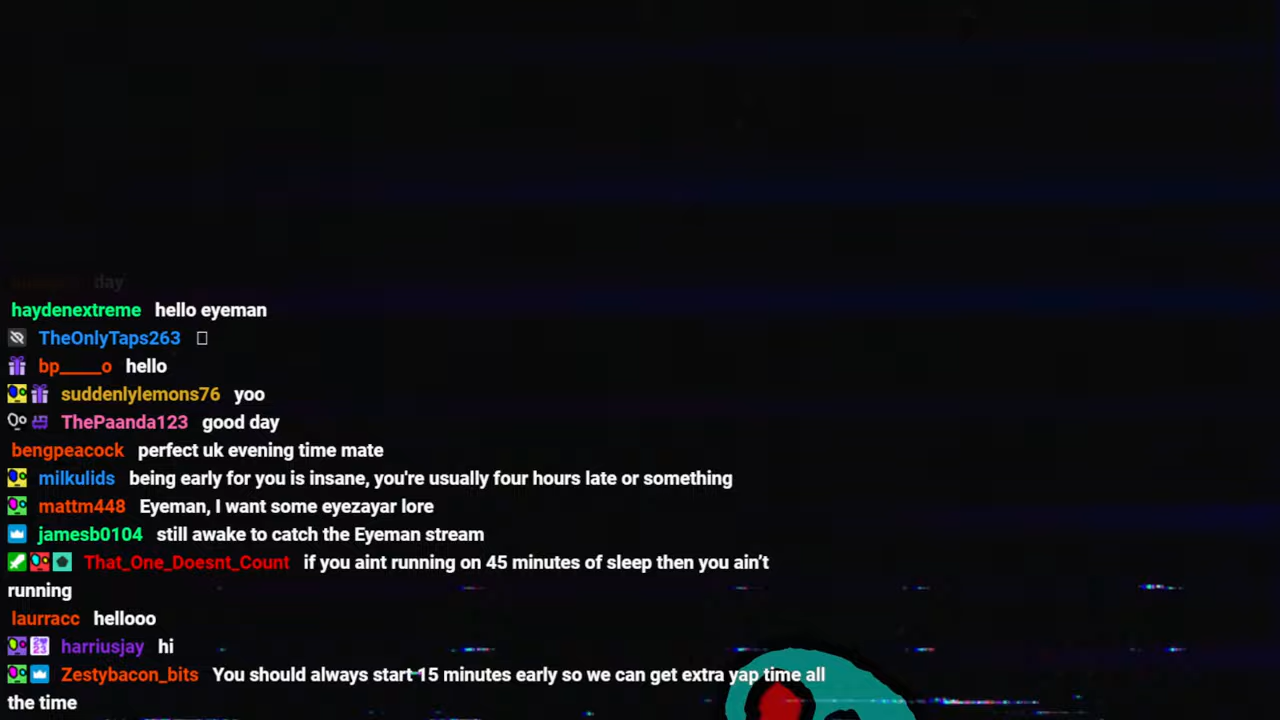 day
haydenextreme hello eyeman
TheOnlyTaps263
bp_____o hello
suddenlylemons76 yoo
ThePaanda123 good day
bengpeacock perfect uk evening time mate
milkulids being early for you is insane, you're usually four hours late or something
mattm448 Eyeman, I want some eyezayar lore
jamesb0104 still awake to catch the Eyeman stream
That_One_Doesnt_Count if you aint running on 45 minutes of sleep then you ain’t
running
laurracc hellooo
harriusjay hi
Zestybacon_bits You should always start 15 minutes early so we can get extra yap time all
the time